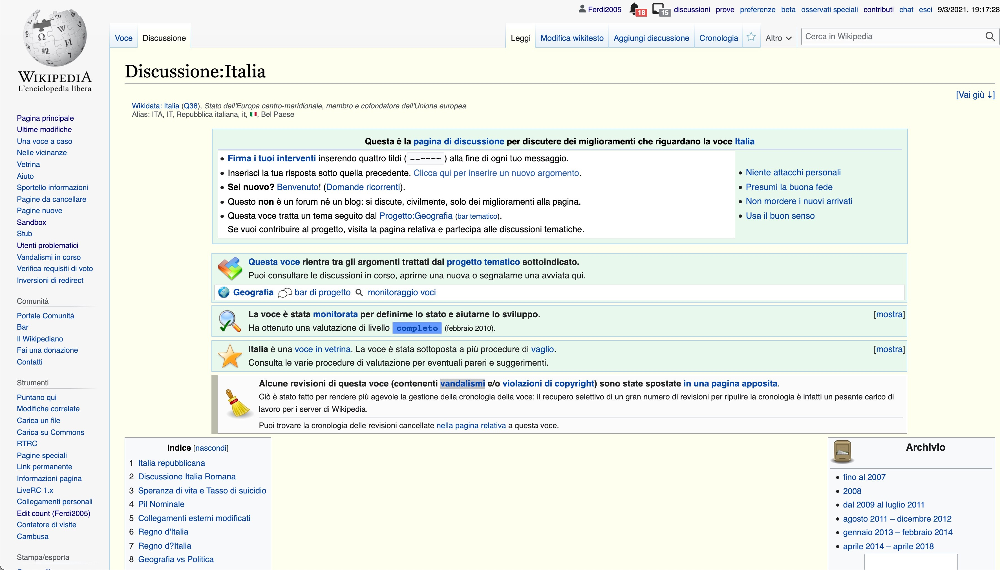 Ferdi2005 18 15 discussioni prove preferenze beta osservati speciali contributi chat esci 9/3/2021, 19:17:28
WIKIPEDIA
L'enciclopedia libera
Voce Discussione
Leggi Modifica wikitesto Aggiungi discussione Cronologia Altro Cerca in Wikipedia
Discussione:Italia
[Vai giù ↓]
Wikidata: Italia (Q38), Stato dell'Europa centro-meridionale, membro e cofondatore dell'Unione europea
Alias: ITA, IT, Repubblica italiana, it, 🇮🇹, Bel Paese
Pagina principale
Ultime modifiche
Una voce a caso
Nelle vicinanze
Vetrina
Aiuto
Sportello informazioni
Pagine da cancellare
Pagine nuove
Sandbox
Stub
Utenti problematici
Vandalismi in corso
Verifica requisiti di voto
Inversioni di redirect
Comunità
Portale Comunità
Bar
Il Wikipediano
Fai una donazione
Contatti
Strumenti
Puntano qui
Modifiche correlate
Carica un file
Carica su Commons
RTRC
Pagine speciali
Link permanente
Informazioni pagina
LiveRC 1.x
Collegamenti personali
Edit count (Ferdi2005)
Contatore di visite
Cambusa
Stampa/esporta
Questa è la pagina di discussione per discutere dei miglioramenti che riguardano la voce Italia
• Firma i tuoi interventi inserendo quattro tildi ( --~~~~ ) alla fine di ogni tuo messaggio.
• Inserisci la tua risposta sotto quella precedente. Clicca qui per inserire un nuovo argomento.
• Sei nuovo? Benvenuto! (Domande ricorrenti).
• Questo non è un forum né un blog: si discute, civilmente, solo dei miglioramenti alla pagina.
• Questa voce tratta un tema seguito dal Progetto:Geografia (bar tematico).
Se vuoi contribuire al progetto, visita la pagina relativa e partecipa alle discussioni tematiche.
• Niente attacchi personali
• Presumi la buona fede
• Non mordere i nuovi arrivati
• Usa il buon senso
Questa voce rientra tra gli argomenti trattati dal progetto tematico sottoindicato.
Puoi consultare le discussioni in corso, aprirne una nuova o segnalarne una avviata qui.
Geografia bar di progetto monitoraggio voci
La voce è stata monitorata per definirne lo stato e aiutarne lo sviluppo. [mostra]
Ha ottenuto una valutazione di livello completo (febbraio 2010).
Italia è una voce in vetrina. La voce è stata sottoposta a più procedure di vaglio. [mostra]
Consulta le varie procedure di valutazione per eventuali pareri e suggerimenti.
Alcune revisioni di questa voce (contenenti vandalismi e/o violazioni di copyright) sono state spostate in una pagina apposita.
Ciò è stato fatto per rendere più agevole la gestione della cronologia della voce: il recupero selettivo di un gran numero di revisioni per ripulire la cronologia è infatti un pesante carico di
lavoro per i server di Wikipedia.
Puoi trovare la cronologia delle revisioni cancellate nella pagina relativa a questa voce.
Indice [nascondi]
1 Italia repubblicana
2 Discussione Italia Romana
3 Speranza di vita e Tasso di suicidio
4 Pil Nominale
5 Collegamenti esterni modificati
6 Regno d'Italia
7 Regno d?Italia
8 Geografia vs Politica
Archivio
• fino al 2007
• 2008
• dal 2009 al luglio 2011
• agosto 2011 – dicembre 2012
• gennaio 2013 – febbraio 2014
• aprile 2014 – aprile 2018